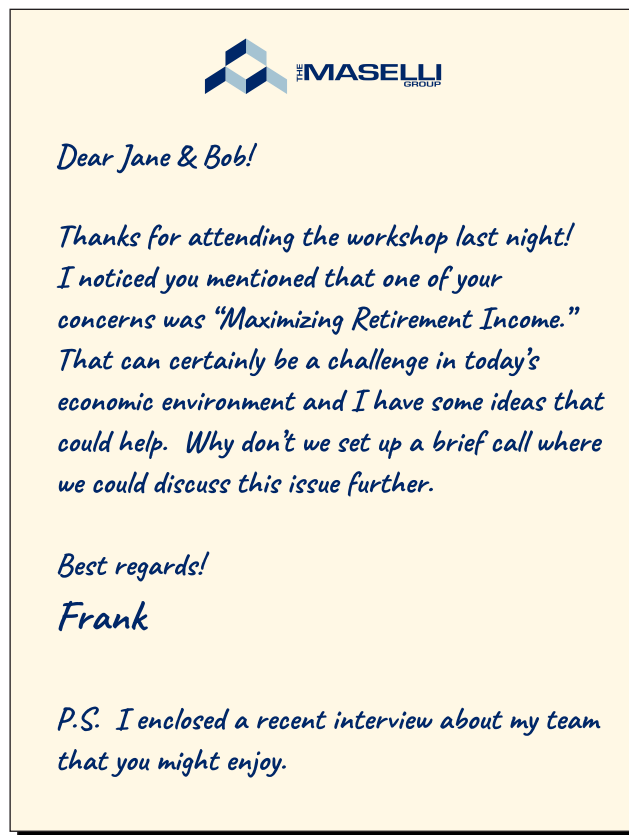 THE MASELLI
GROUP
Dear Jane & Bob!
Thanks for attending the workshop last night!
I noticed you mentioned that one of your
concerns was “Maximizing Retirement Income.”
That can certainly be a challenge in today’s
economic environment and I have some ideas that
could help.  Why don’t we set up a brief call where
we could discuss this issue further.
Best regards!
Frank
P.S.  I enclosed a recent interview about my team
that you might enjoy.